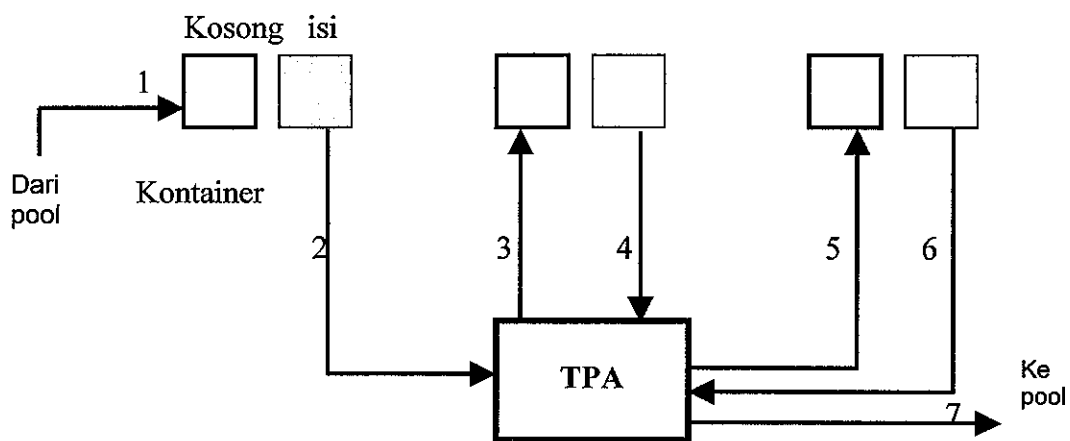 Kosong isi
1
Dari
pool
Kontainer
2
3
4
5
6
TPA
7
Ke
pool